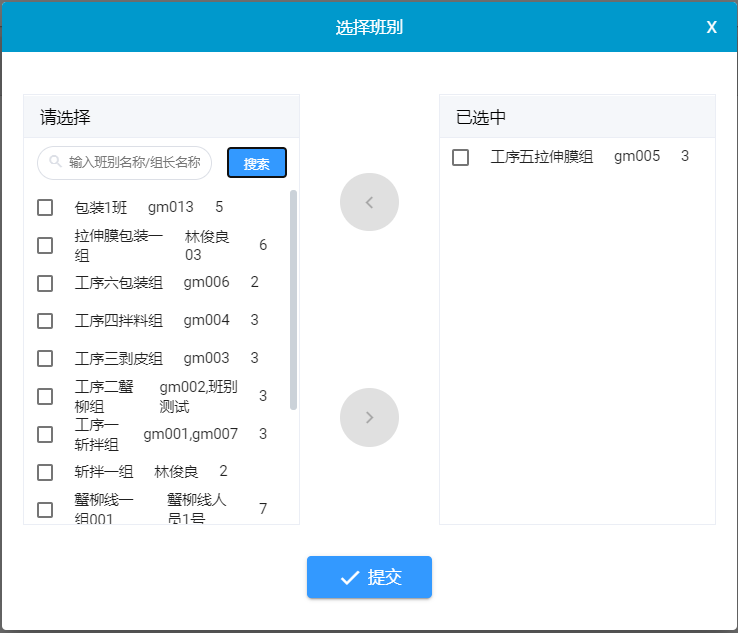 选择班别 X
请选择
输入班别名称/组长名称 搜索
包装1班 gm013 5
拉伸膜包装一组 林俊良03 6
工序六包装组 gm006 2
工序四拌料组 gm004 3
工序三剥皮组 gm003 3
工序二蟹柳组 gm002,班别测试 3
工序一斩拌组 gm001,gm007 3
斩拌一组 林俊良 2
蟹柳线一组001 蟹柳线人员1号 7
已选中
工序五拉伸膜组 gm005 3
提交